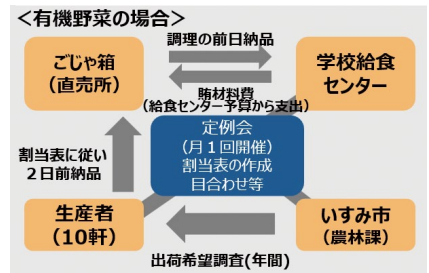 ＜有機野菜の場合＞
調理の前日納品
ごじゃ箱
（直売所）
学校給食
センター
賄材料費
（給食センター予算から支出）
定例会
（月１回開催）
割当表の作成
目合わせ等
割当表に従い
２日前納品
生産者
（10軒）
いすみ市
（農林課）
出荷希望調査(年間)